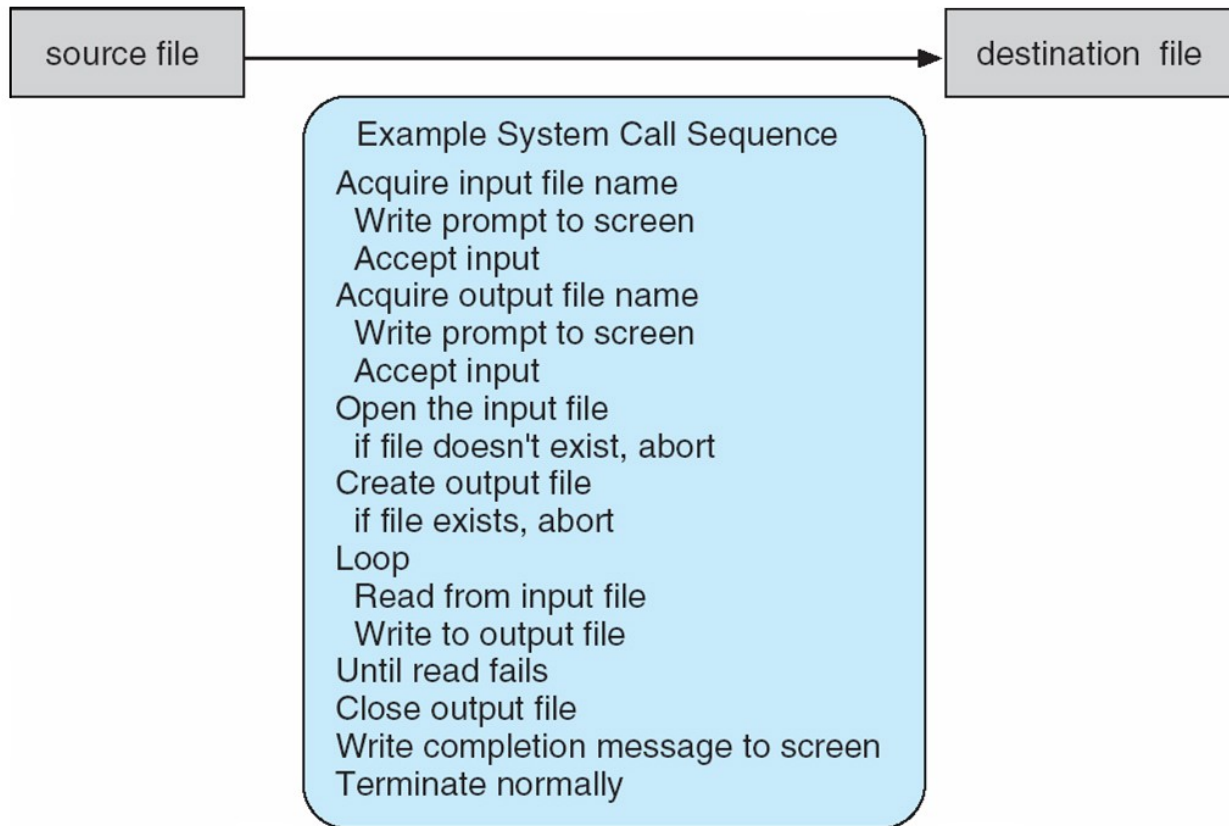 source file
destination file
Example System Call Sequence
Acquire input file name
Write prompt to screen
Accept input
Acquire output file name
Write prompt to screen
Accept input
Open the input file
if file doesn't exist, abort
Create output file
if file exists, abort
Loop
Read from input file
Write to output file
Until read fails
Close output file
Write completion message to screen
Terminate normally